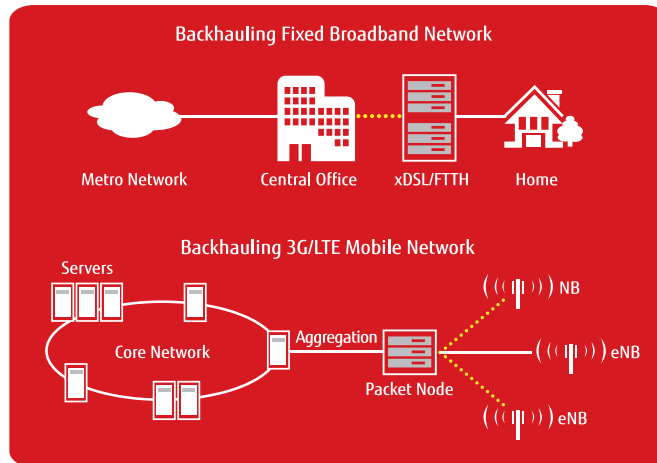 Backhauling Fixed Broadband Network
Metro Network
Central Office
xDSL/FTTH
Home
Backhauling 3G/LTE Mobile Network
Servers
NB
Aggregation
Core Network
eNB
Packet Node
eNB